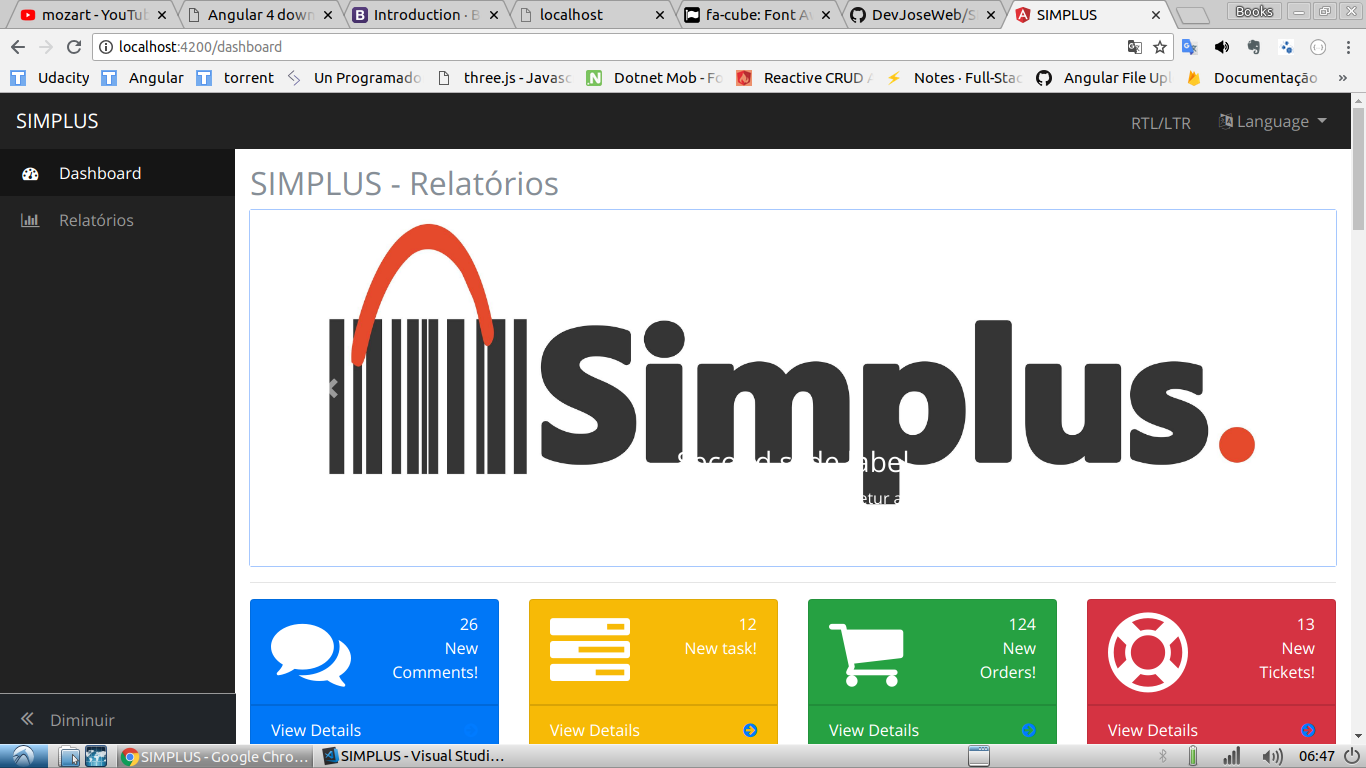 mozart - YouTub
Angular 4 down
Introduction · B
localhost
fa-cube: Font A
DevJoseWeb/S
SIMPLUS
Books
localhost:4200/dashboard
Udacity
Angular
torrent
Un Programado
three.js - Javasc
Dotnet Mob - Fo
Reactive CRUD A
Notes · Full-Stac
Angular File Upl
Documentação
»
SIMPLUS
RTL/LTR
Language
Dashboard
Relatórios
SIMPLUS - Relatórios
Simplus.
Second slide label
etur a
26
New
Comments!
View Details
12
New task!
View Details
124
New
Orders!
View Details
13
New
Tickets!
View Details
Diminuir
SIMPLUS - Google Chro...
SIMPLUS - Visual Studi...
06:47